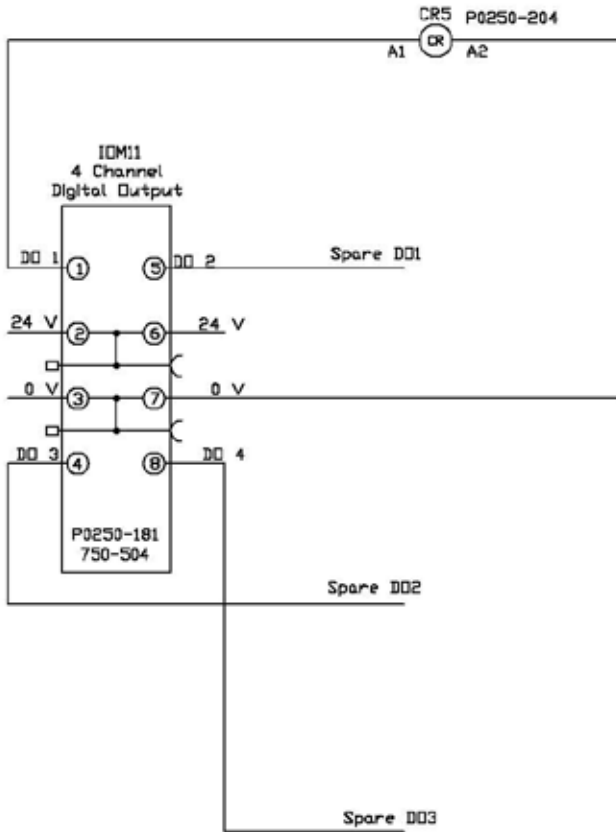 CR5 P0250-204
CR
A1 A2
IOM11
4 Channel
Digital Output
DO 1 1 5 DO 2 Spare DO1
24 V 2 6 24 V
0 V 3 7 0 V
DO 3 4 8 DO 4
P0250-181
750-504
Spare DO2
Spare DO3